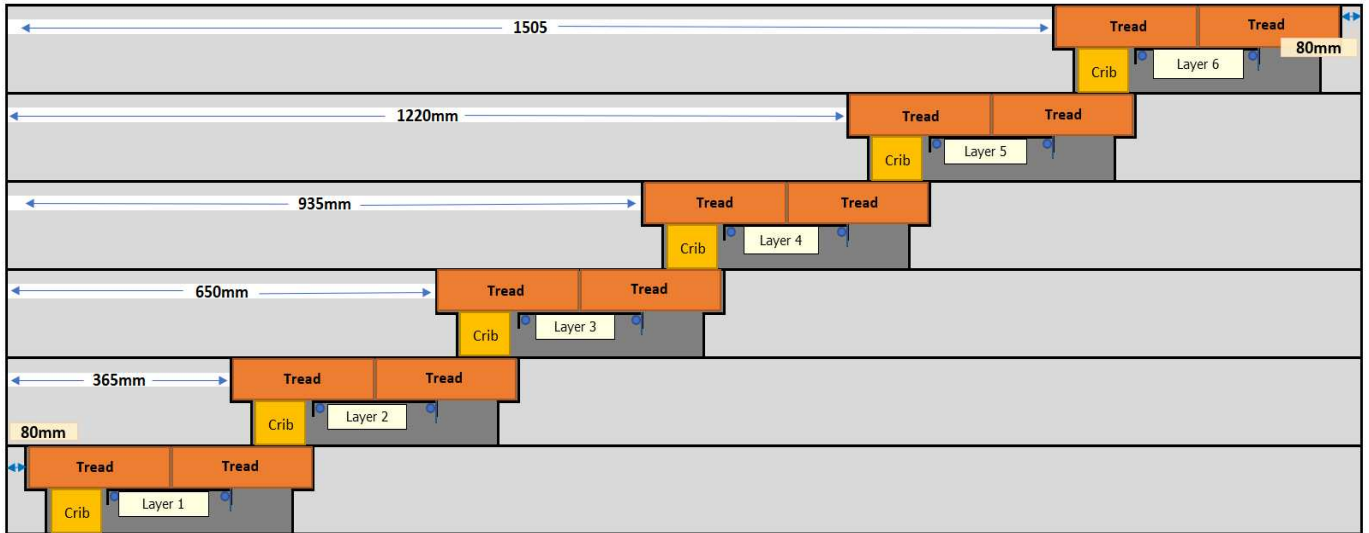 1505
Tread Tread
80mm
Crib Layer 6
1220mm
Tread Tread
Crib Layer 5
935mm
Tread Tread
Crib Layer 4
650mm
Tread Tread
Crib Layer 3
365mm
Tread Tread
Crib Layer 2
80mm
Tread Tread
Crib Layer 1